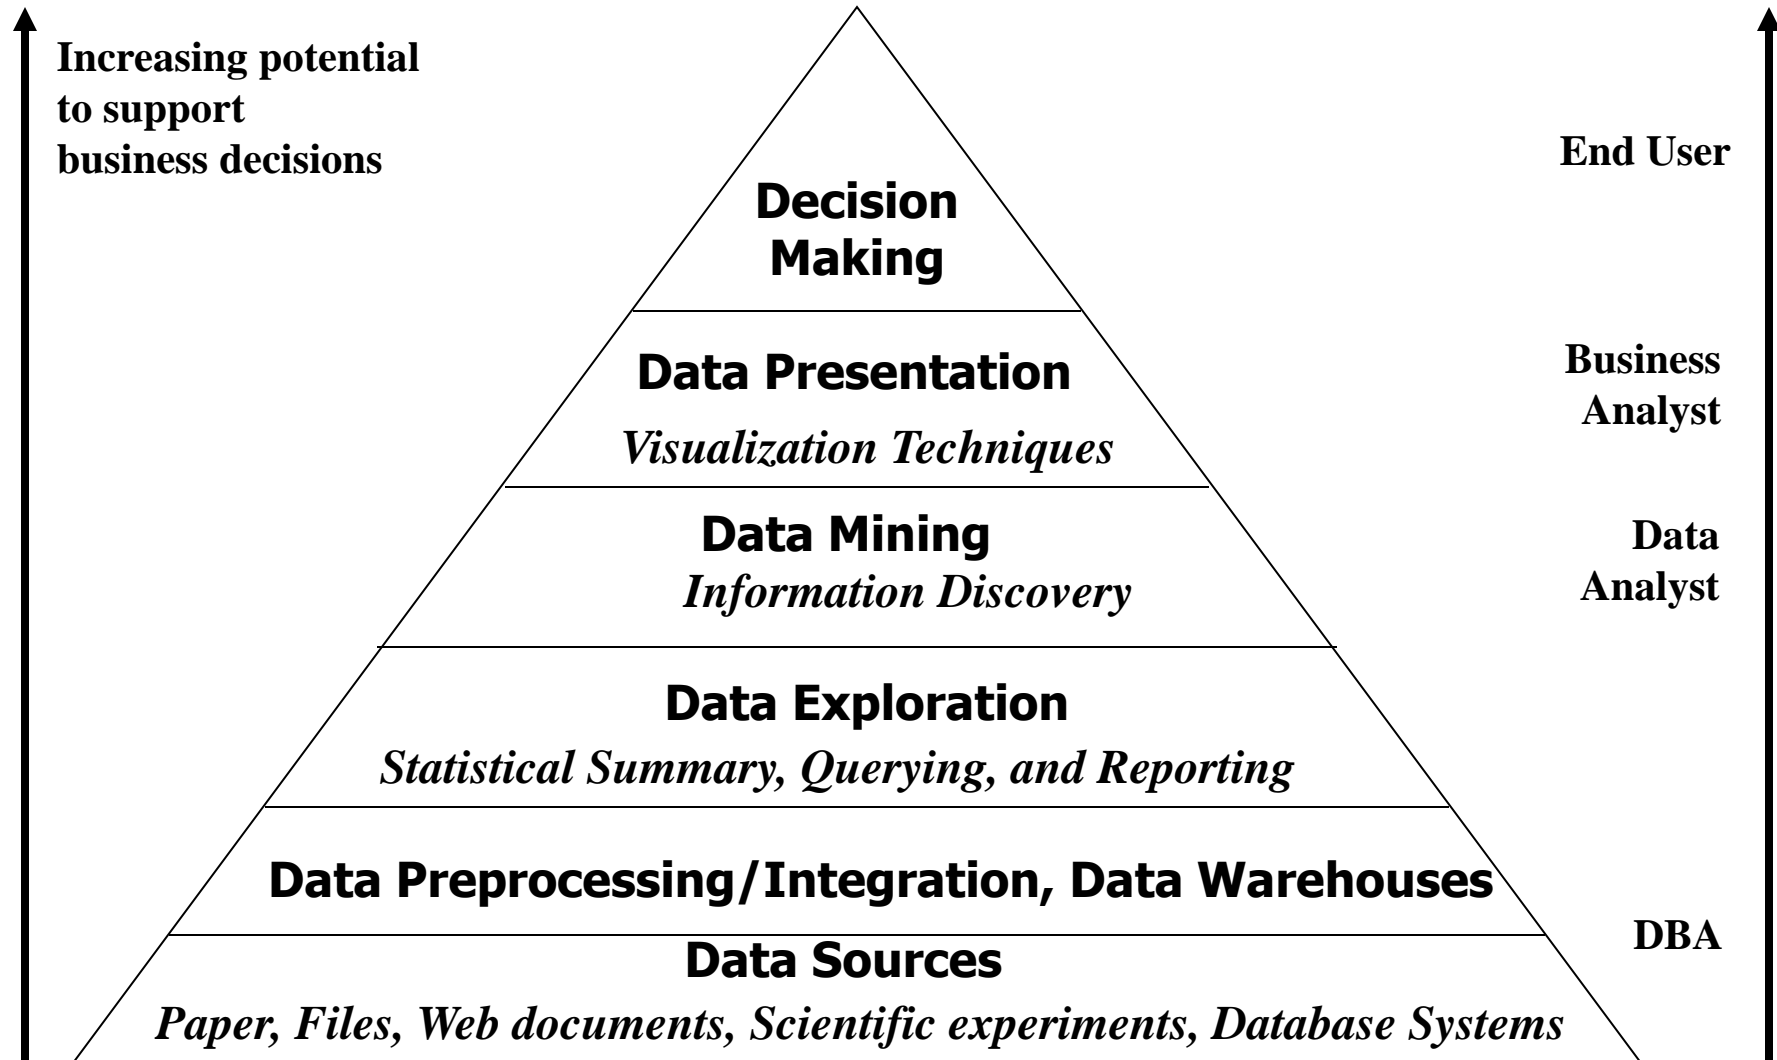 Increasing potential
to support
business decisions
End User
Decision
Making
Data Presentation
Visualization Techniques
Business
Analyst
Data Mining
Information Discovery
Data
Analyst
Data Exploration
Statistical Summary, Querying, and Reporting
Data Preprocessing/Integration, Data Warehouses
DBA
Data Sources
Paper, Files, Web documents, Scientific experiments, Database Systems